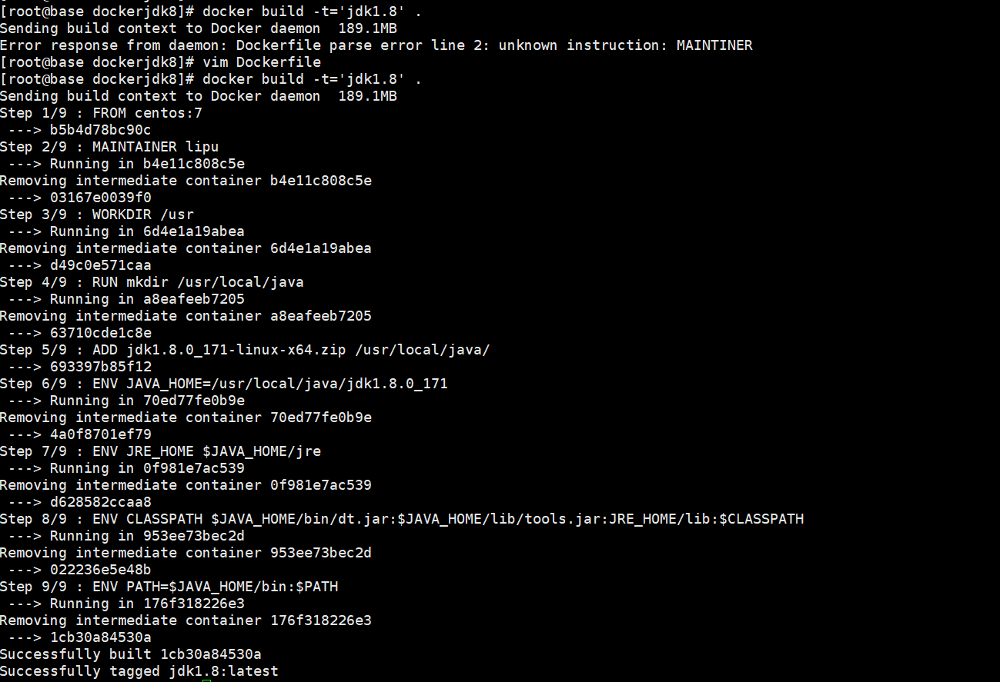 [root@base dockerjdk8]# docker build -t='jdk1.8' .
Sending build context to Docker daemon  189.1MB
Error response from daemon: Dockerfile parse error line 2: unknown instruction: MAINTINER
[root@base dockerjdk8]# vim Dockerfile
[root@base dockerjdk8]# docker build -t='jdk1.8' .
Sending build context to Docker daemon  189.1MB
Step 1/9 : FROM centos:7
 ---> b5b4d78bc90c
Step 2/9 : MAINTAINER lipu
 ---> Running in b4e11c808c5e
Removing intermediate container b4e11c808c5e
 ---> 03167e0039f0
Step 3/9 : WORKDIR /usr
 ---> Running in 6d4e1a19abea
Removing intermediate container 6d4e1a19abea
 ---> d49c0e571caa
Step 4/9 : RUN mkdir /usr/local/java
 ---> Running in a8eafeeb7205
Removing intermediate container a8eafeeb7205
 ---> 63710cde1c8e
Step 5/9 : ADD jdk1.8.0_171-linux-x64.zip /usr/local/java/
 ---> 693397b85f12
Step 6/9 : ENV JAVA_HOME=/usr/local/java/jdk1.8.0_171
 ---> Running in 70ed77fe0b9e
Removing intermediate container 70ed77fe0b9e
 ---> 4a0f8701ef79
Step 7/9 : ENV JRE_HOME $JAVA_HOME/jre
 ---> Running in 0f981e7ac539
Removing intermediate container 0f981e7ac539
 ---> d628582ccaa8
Step 8/9 : ENV CLASSPATH $JAVA_HOME/bin/dt.jar:$JAVA_HOME/lib/tools.jar:JRE_HOME/lib:$CLASSPATH
 ---> Running in 953ee73bec2d
Removing intermediate container 953ee73bec2d
 ---> 022236e5e48b
Step 9/9 : ENV PATH=$JAVA_HOME/bin:$PATH
 ---> Running in 176f318226e3
Removing intermediate container 176f318226e3
 ---> 1cb30a84530a
Successfully built 1cb30a84530a
Successfully tagged jdk1.8:latest